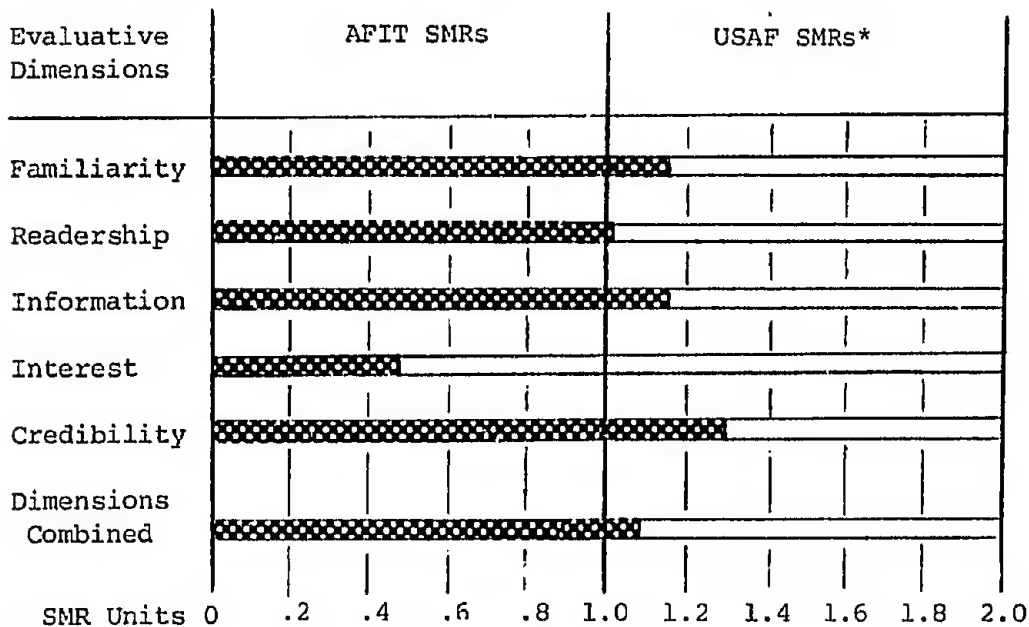 Evaluative Dimensions
AFIT SMRs
USAF SMRs*
Familiarity
Readership
Information
Interest
Credibility
Dimensions
Combined
SMR Units 0 .2 .4 .6 .8 1.0 1.2 1.4 1.6 1.8 2.0